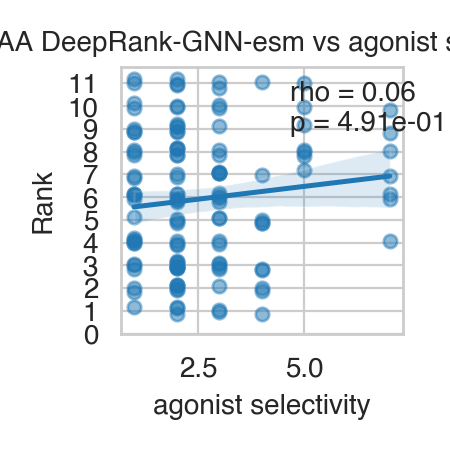 AA DeepRank-GNN-esm vs agonist s
rho = 0.06
p = 4.91e-01
11
10
9
8
7
6
5
4
3
2
1
0
Rank
2.5 5.0
agonist selectivity